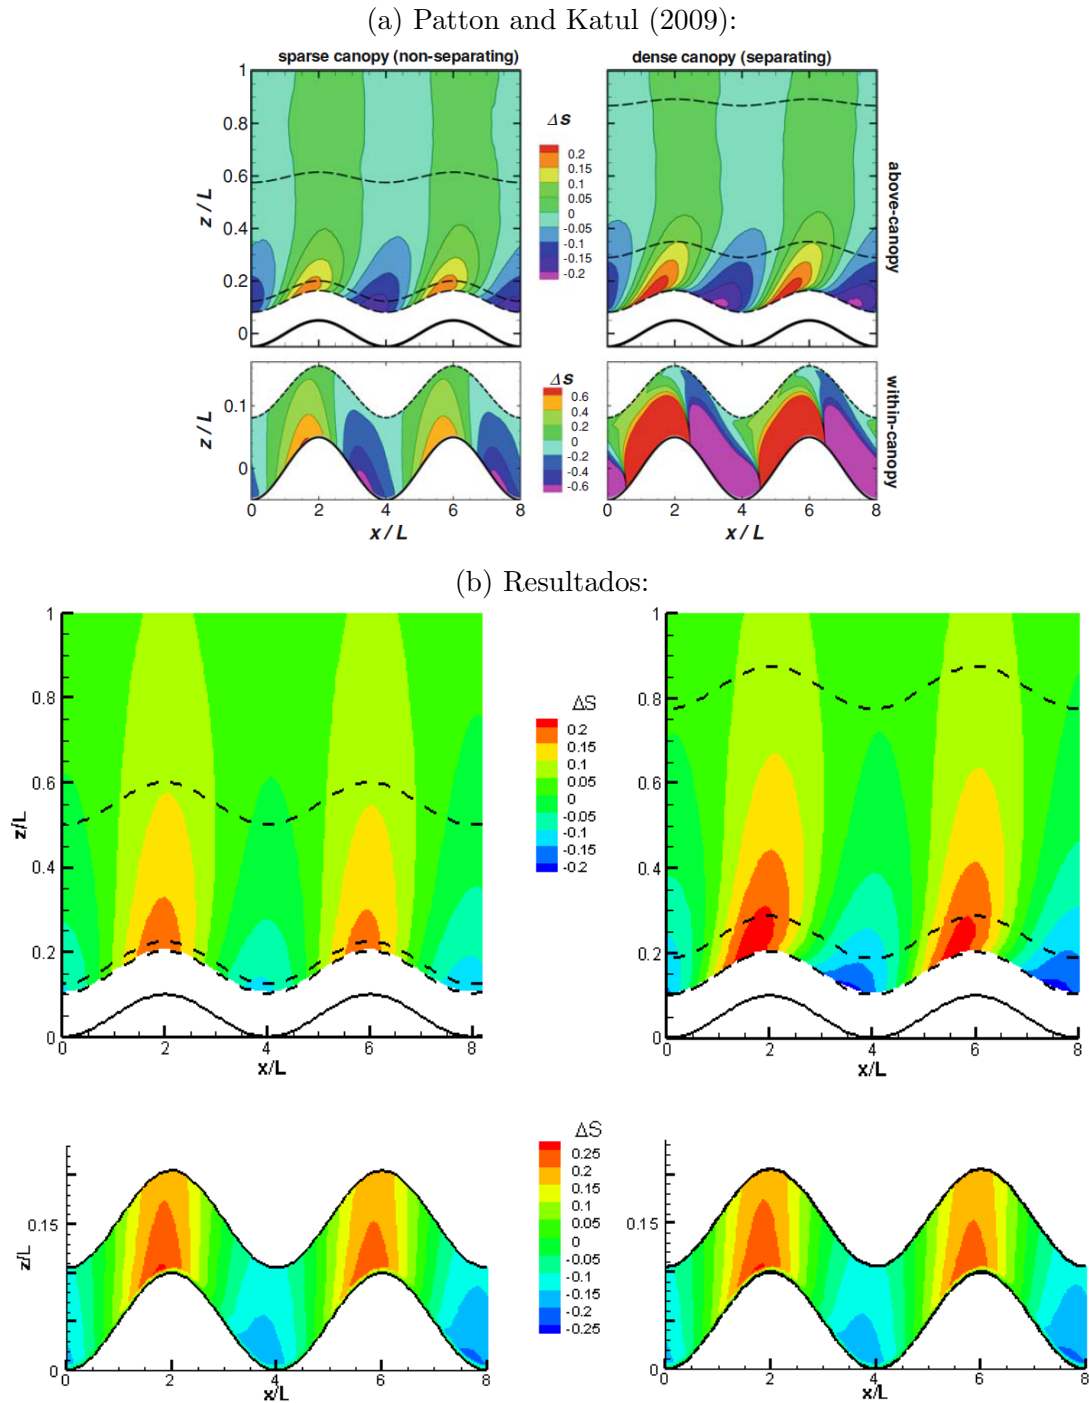 (a) Patton and Katul (2009):
sparse canopy (non-separating)
dense canopy (separating)
1
0.8
0.6
0.4
0.2
0
z / L
Δs
0.2
0.15
0.1
0.05
0
-0.05
-0.1
-0.15
-0.2
above-canopy
0.1
0
z / L
0 2 4 6 8
x / L
Δs
0.6
0.4
0.2
0
-0.2
-0.4
-0.6
0 2 4 6 8
x / L
within-canopy
(b) Resultados:
1
0.8
0.6
0.4
0.2
0
z/L
0 2 4 6 8
x/L
ΔS
0.2
0.15
0.1
0.05
0
-0.05
-0.1
-0.15
-0.2
1
0.8
0.6
0.4
0.2
0
0 2 4 6 8
x/L
0.15
0
z/L
0 2 4 6 8
x/L
ΔS
0.25
0.2
0.15
0.1
0.05
0
-0.05
-0.1
-0.15
-0.2
-0.25
0.15
0
0 2 4 6 8
x/L